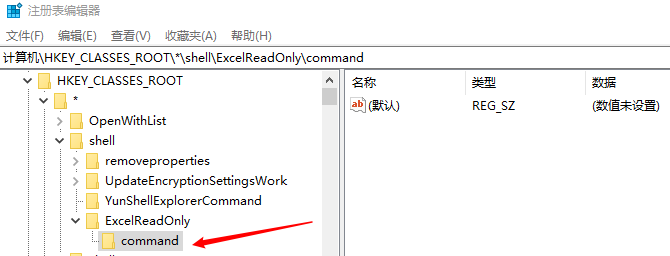 注册表编辑器
文件(F) 编辑(E) 查看(V) 收藏夹(A) 帮助(H)
计算机\HKEY_CLASSES_ROOT\*\shell\ExcelReadOnly\command
HKEY_CLASSES_ROOT
*
OpenWithList
shell
removeproperties
UpdateEncryptionSettingsWork
YunShellExplorerCommand
ExcelReadOnly
command
名称 类型 数据
ab (默认) REG_SZ (数值未设置)